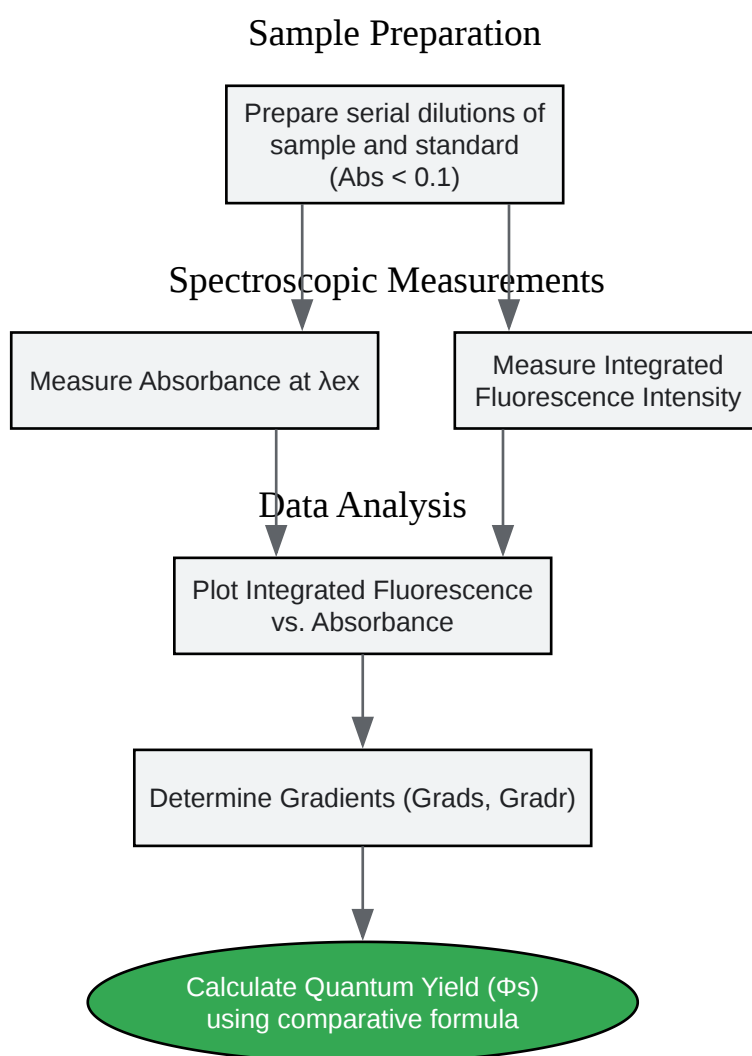 Sample Preparation
Prepare serial dilutions of
sample and standard
(Abs < 0.1)
Spectroscopic Measurements
Measure Absorbance at λex
Measure Integrated
Fluorescence Intensity
Data Analysis
Plot Integrated Fluorescence
vs. Absorbance
Determine Gradients (Grads, Gradr)
Calculate Quantum Yield (Φs)
using comparative formula